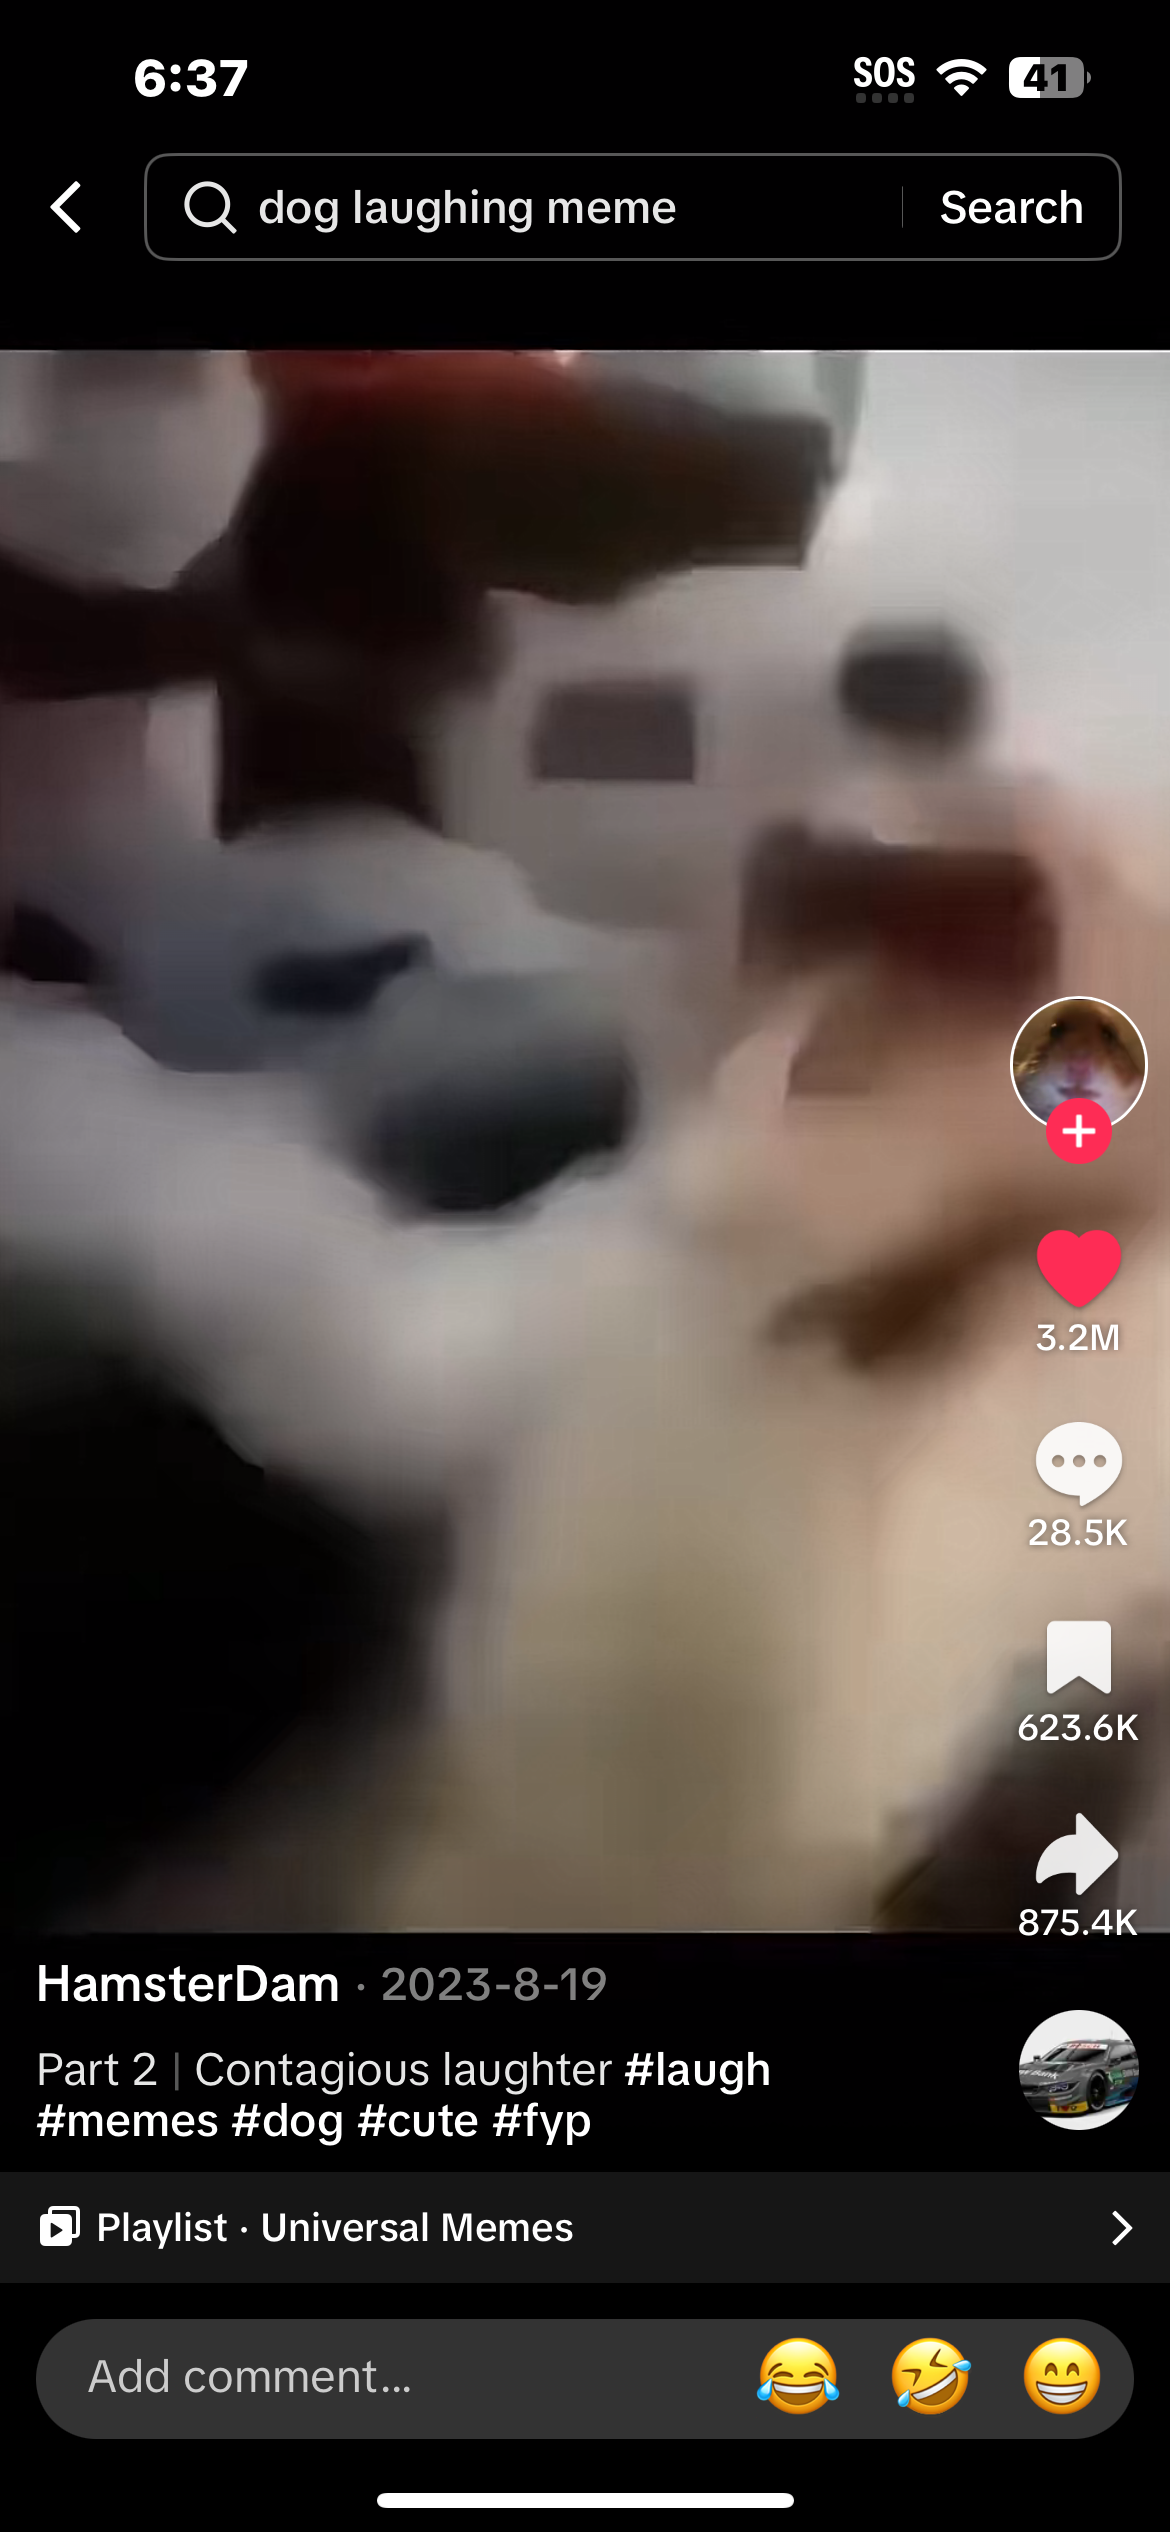 6:37
SOS
41
dog laughing meme
Search
3.2M
28.5K
623.6K
875.4K
HamsterDam · 2023-8-19
Part 2 | Contagious laughter #laugh
#memes #dog #cute #fyp
Playlist · Universal Memes
Add comment...